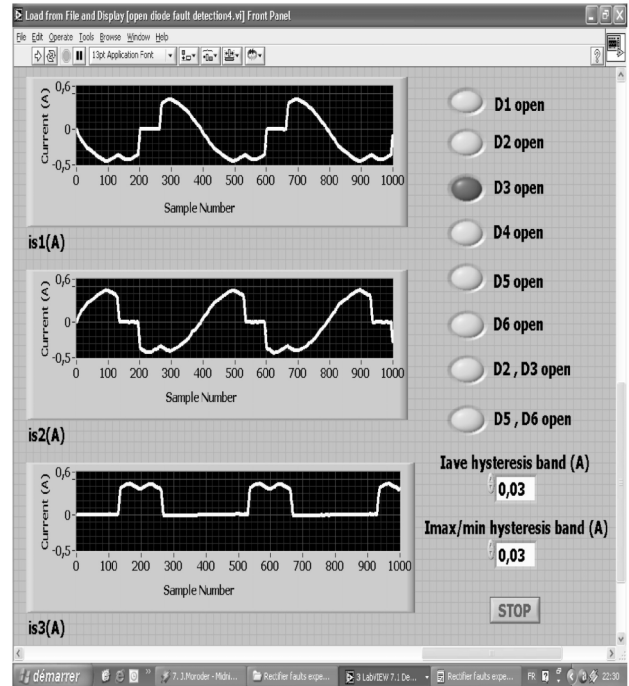 Load from File and Display [open diode fault detection4.vi] Front Panel
File Edit Operate Tools Browse Window Help
13pt Application Font
Current (A)
0,6-
0-
-0,5-
0 100 200 300 400 500 600 700 800 900 1000
Sample Number
is1(A)
Current (A)
0,6-
0-
-0,5-
0 100 200 300 400 500 600 700 800 900 1000
Sample Number
is2(A)
Current (A)
0,6-
0-
-0,5-
0 100 200 300 400 500 600 700 800 900 1000
Sample Number
is3(A)
D1 open
D2 open
D3 open
D4 open
D5 open
D6 open
D2 , D3 open
D5 , D6 open
Iave hysteresis band (A)
0,03
Imax/min hysteresis band (A)
0,03
STOP
démarrer
7. J.Moroder - Midni...
Rectifier faults expe...
3 LabVIEW 7.1 De...
Rectifier faults expe...
FR
22:30